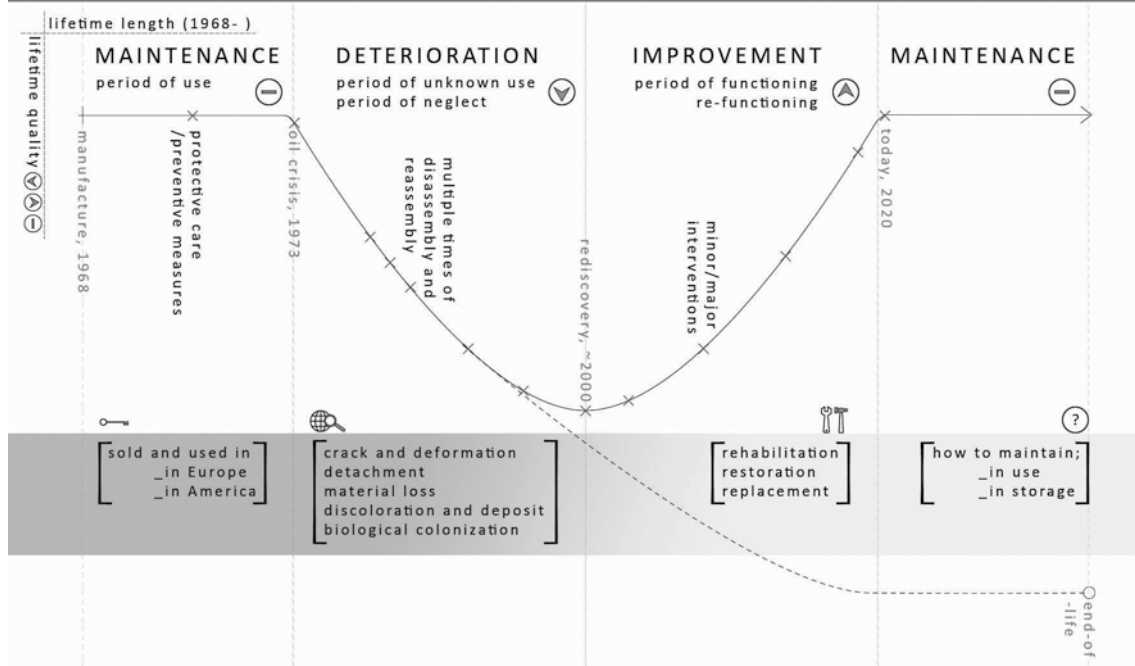 lifetime length (1968- )
lifetime quality
MAINTENANCE
period of use
DETERIORATION
period of unknown use
period of neglect
IMPROVEMENT
period of functioning
re-functioning
MAINTENANCE
manufacture, 1968
protective care
/preventive measures
oil crisis, 1973
multiple times of
disassembly and
reassembly
rediscovery, ~2000
minor/major
interventions
today, 2020
sold and used in
_in Europe
_in America
crack and deformation
detachment
material loss
discoloration and deposit
biological colonization
rehabilitation
restoration
replacement
?
how to maintain;
_in use
_in storage
end-of
-life